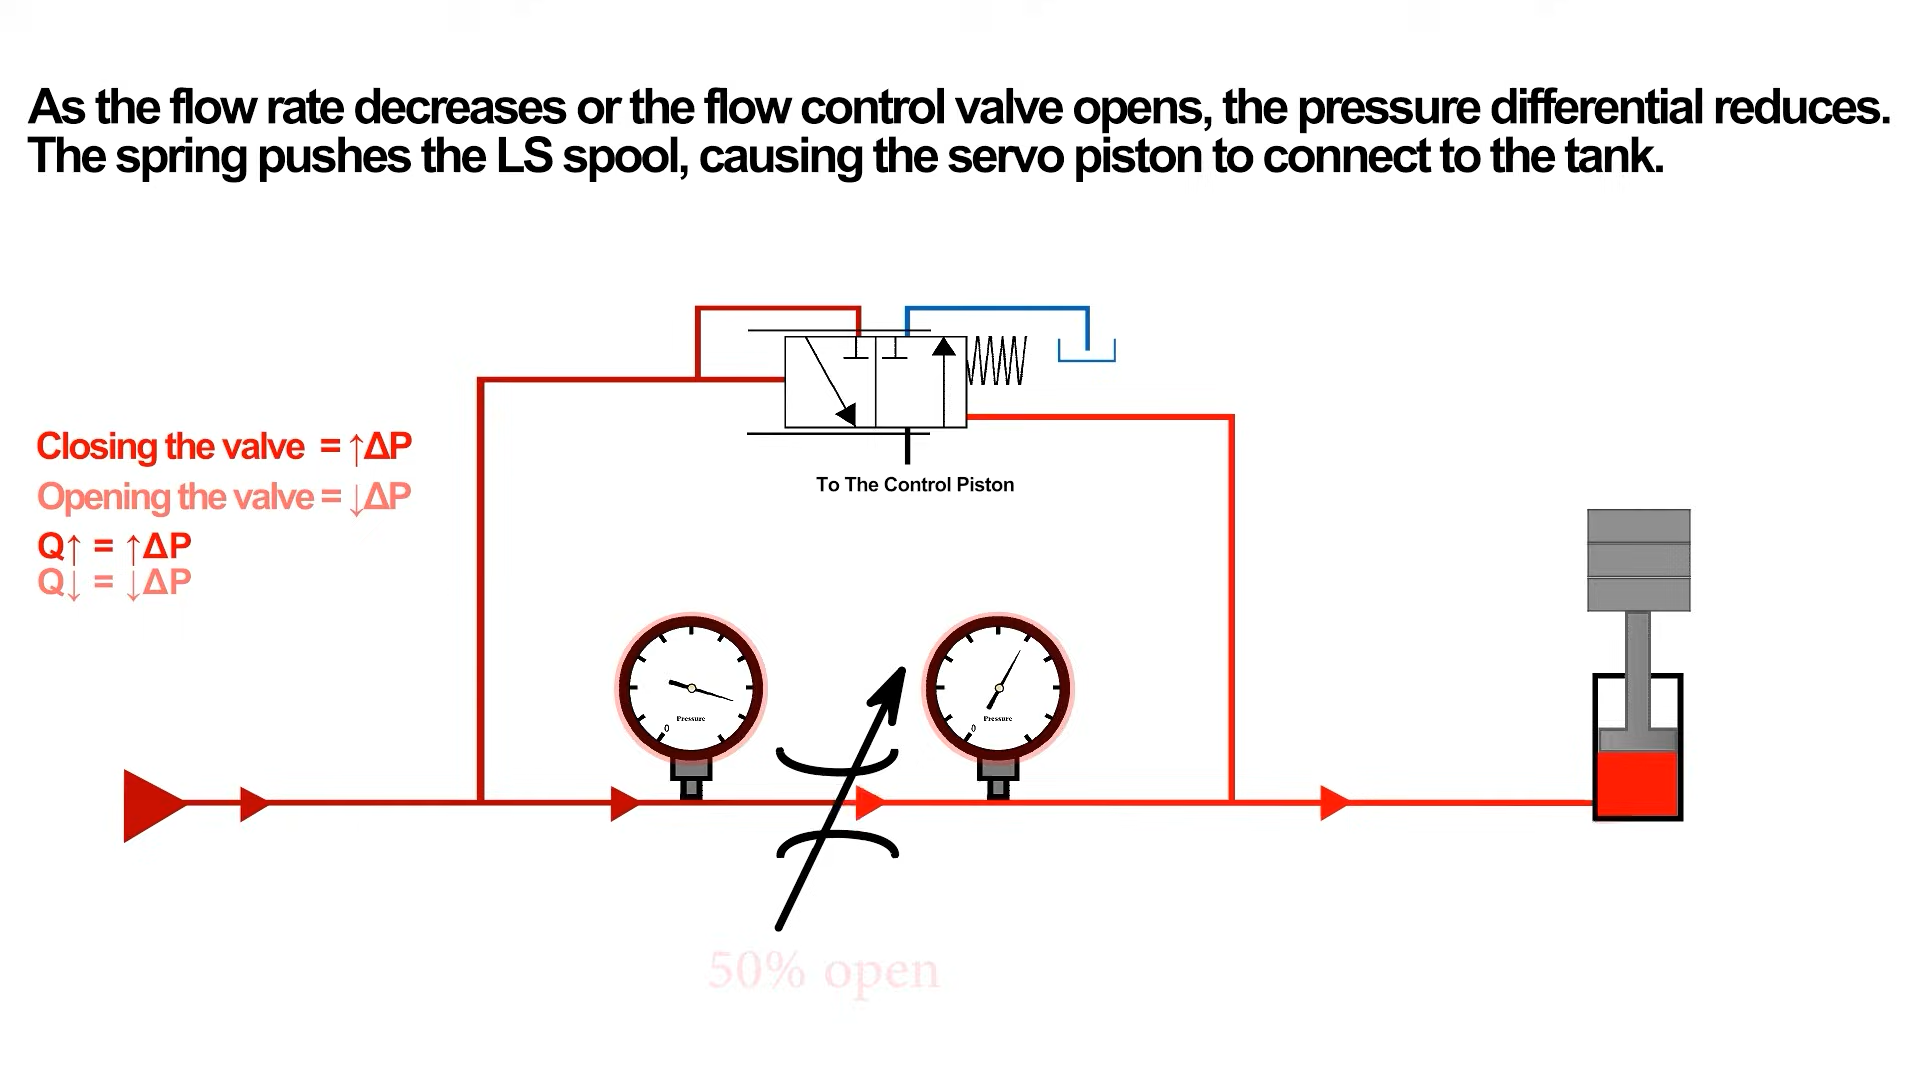 As the flow rate decreases or the flow control valve opens, the pressure differential reduces.
The spring pushes the LS spool, causing the servo piston to connect to the tank.
Closing the valve = ↑ΔP
Opening the valve = ↓ΔP
Q↑ = ↑ΔP
Q↓ = ↓ΔP
To The Control Piston
Pressure
0
Pressure
0
50% open